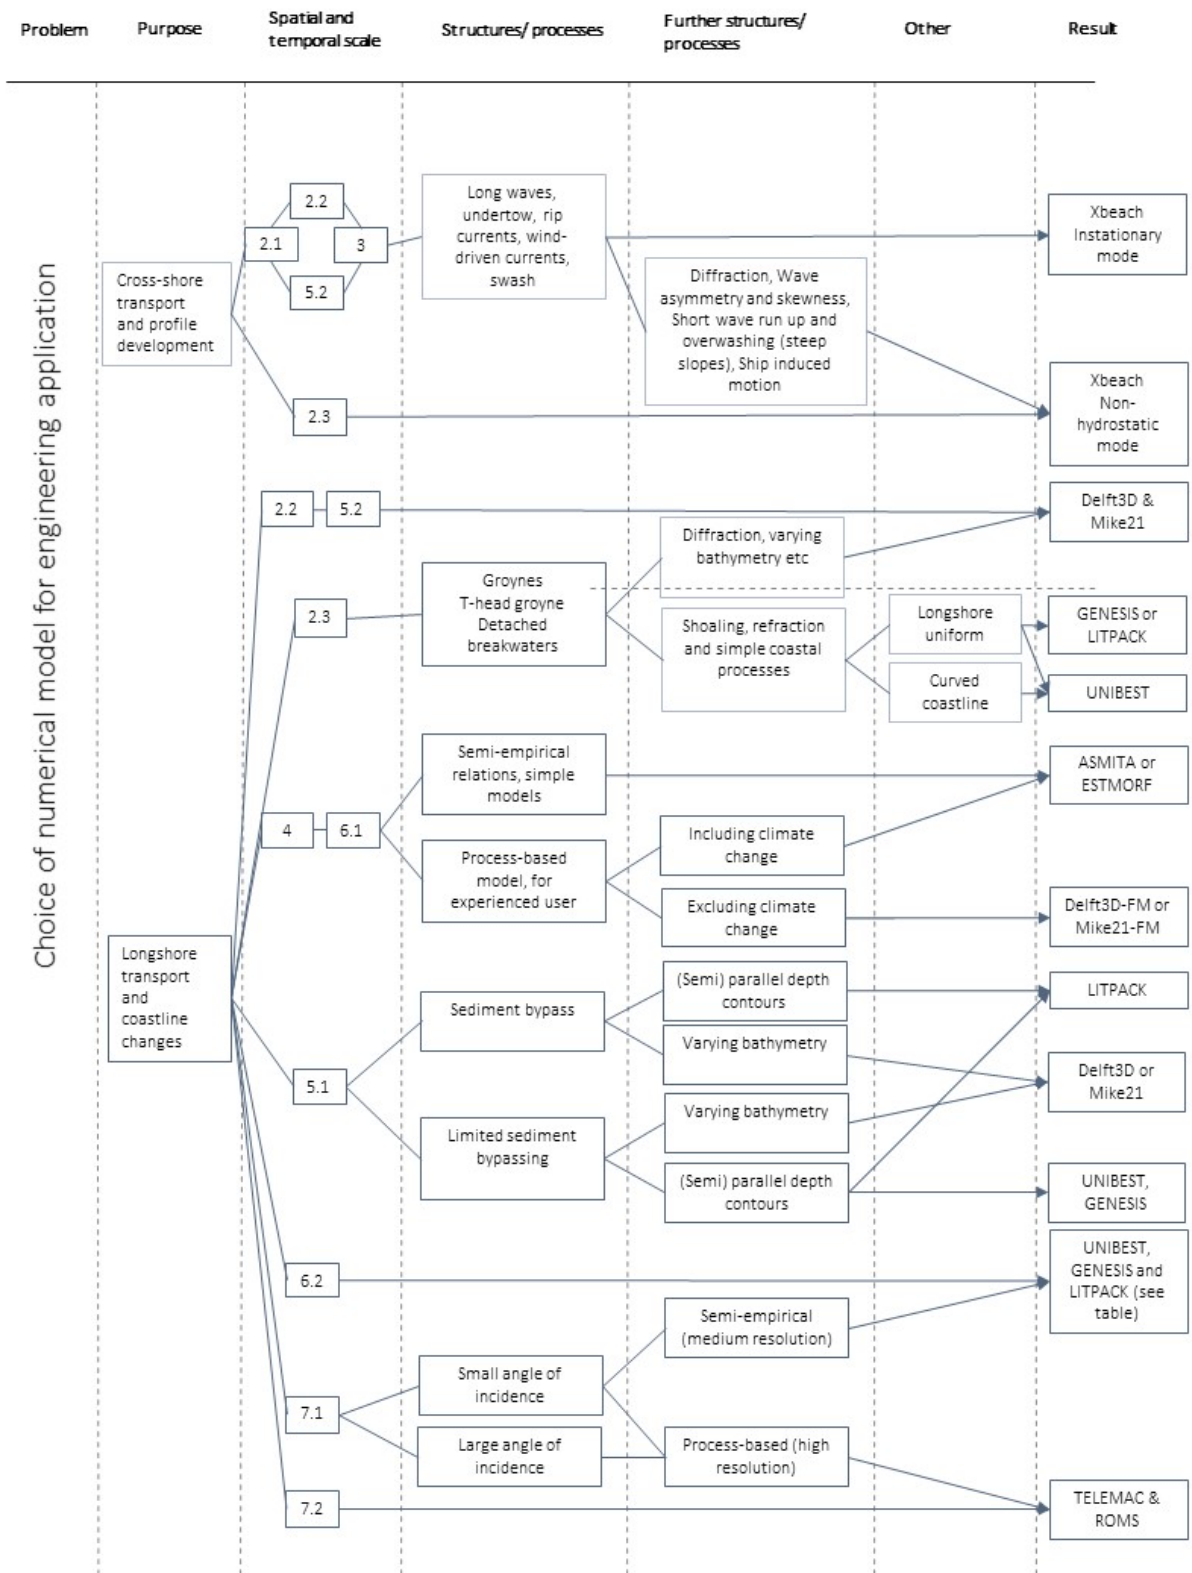 Problem
Purpose
Spatial and
temporal scale
Structures/ processes
Further structures/
processes
Other
Result
Choice of numerical model for engineering application
Cross-shore
transport
and profile
development
2.1
2.2
5.2
3
Long waves,
undertow, rip
currents, wind-
driven currents,
swash
Diffraction, Wave
asymmetry and skewness,
Short wave run up and
overwashing (steep
slopes), Ship induced
motion
Xbeach
Instationary
mode
2.3
Xbeach
Non-
hydrostatic
mode
Longshore
transport
and
coastline
changes
2.2
5.2
Delft3D &
Mike21
2.3
Groynes
T-head groyne
Detached
breakwaters
Diffraction, varying
bathymetry etc
Shoaling, refraction
and simple coastal
processes
Longshore
uniform
Curved
coastline
GENESIS or
LITPACK
UNIBEST
4
6.1
Semi-empirical
relations, simple
models
ASMITA or
ESTMORF
Process-based
model, for
experienced user
Including climate
change
Excluding climate
change
Delft3D-FM or
Mike21-FM
5.1
Sediment bypass
(Semi) parallel depth
contours
LITPACK
Varying bathymetry
Delft3D or
Mike21
Limited sediment
bypassing
Varying bathymetry
(Semi) parallel depth
contours
UNIBEST,
GENESIS
6.2
UNIBEST,
GENESIS and
LITPACK (see
table)
7.1
Small angle of
incidence
Semi-empirical
(medium resolution)
Large angle of
incidence
Process-based (high
resolution)
7.2
TELEMAC &
ROMS